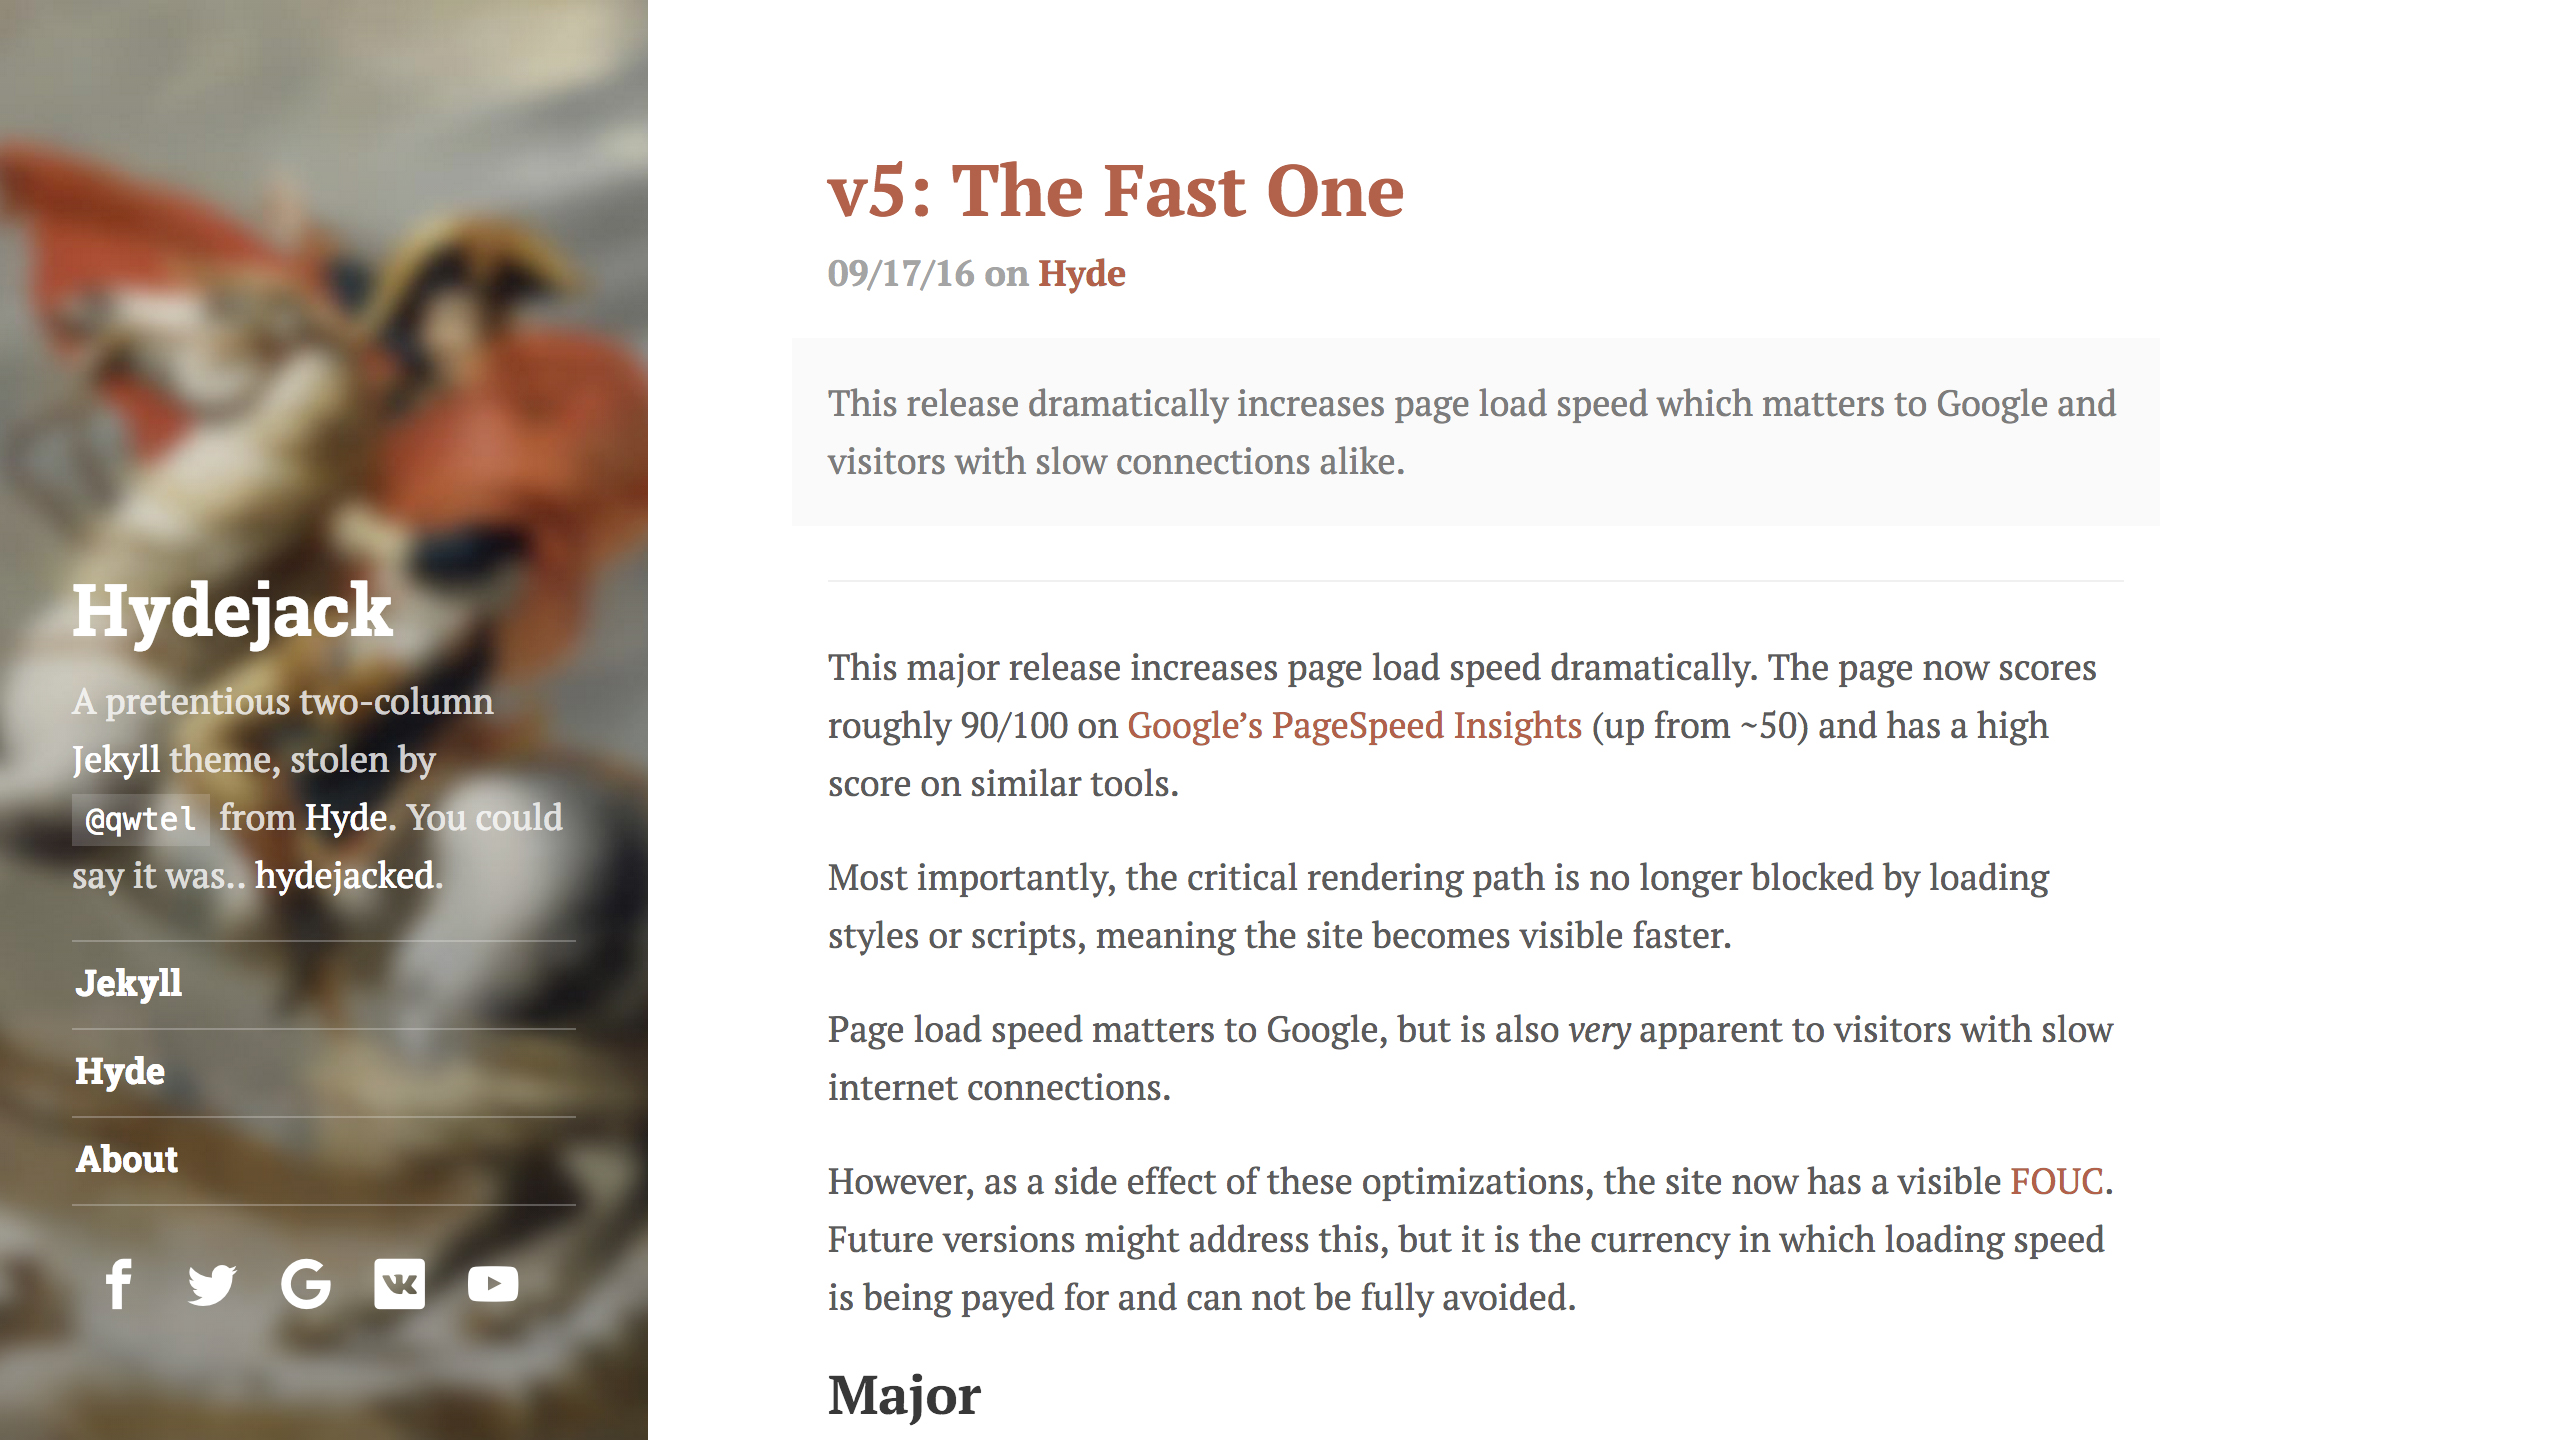 Hydejack
A pretentious two-column
Jekyll theme, stolen by
@qwtel from Hyde. You could
say it was.. hydejacked.
Jekyll
Hyde
About
v5: The Fast One
09/17/16 on Hyde
This release dramatically increases page load speed which matters to Google and
visitors with slow connections alike.
This major release increases page load speed dramatically. The page now scores
roughly 90/100 on Google’s PageSpeed Insights (up from ~50) and has a high
score on similar tools.
Most importantly, the critical rendering path is no longer blocked by loading
styles or scripts, meaning the site becomes visible faster.
Page load speed matters to Google, but is also very apparent to visitors with slow
internet connections.
However, as a side effect of these optimizations, the site now has a visible FOUC.
Future versions might address this, but it is the currency in which loading speed
is being payed for and can not be fully avoided.
Major